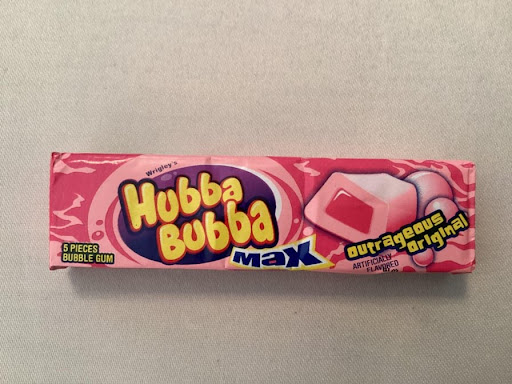 Wrigley's
Hubba
Bubba
max
5 PIECES
BUBBLE GUM
outrageous
original
ARTIFICIALLY
FLAVORED